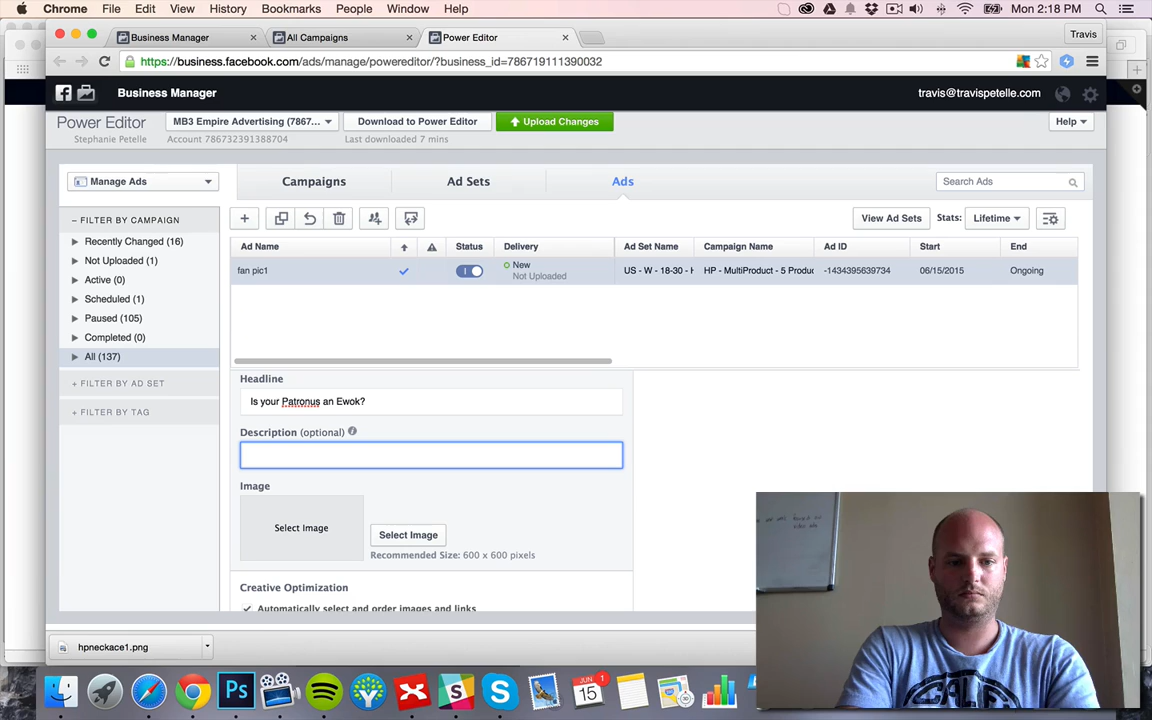 Chrome File Edit View History Bookmarks People Window Help Mon 2:18 PM
Business Manager All Campaigns Power Editor Travis
https://business.facebook.com/ads/manage/powereditor/?business_id=786719111390032
Business Manager travis@travispetelle.com
Power Editor MB3 Empire Advertising (7867... Download to Power Editor Upload Changes Help
Stephanie Petelle Account 786732391388704 Last downloaded 7 mins
Manage Ads Campaigns Ad Sets Ads Search Ads
– FILTER BY CAMPAIGN View Ad Sets Stats: Lifetime
Recently Changed (16) Ad Name Status Delivery Ad Set Name Campaign Name Ad ID Start End
Not Uploaded (1) fan pic1 New US - W - 18-30 - HP - MultiProduct - 5 Produc -1434395639734 06/15/2015 Ongoing
Not Uploaded
Active (0)
Scheduled (1)
Paused (105)
Completed (0)
All (137)
+ FILTER BY AD SET
+ FILTER BY TAG
Headline
Is your Patronus an Ewok?
Description (optional)
Image
Select Image Select Image
Recommended Size: 600 x 600 pixels
Creative Optimization
Automatically select and order images and links
hpneckace1.png
Ps JUN 15 1